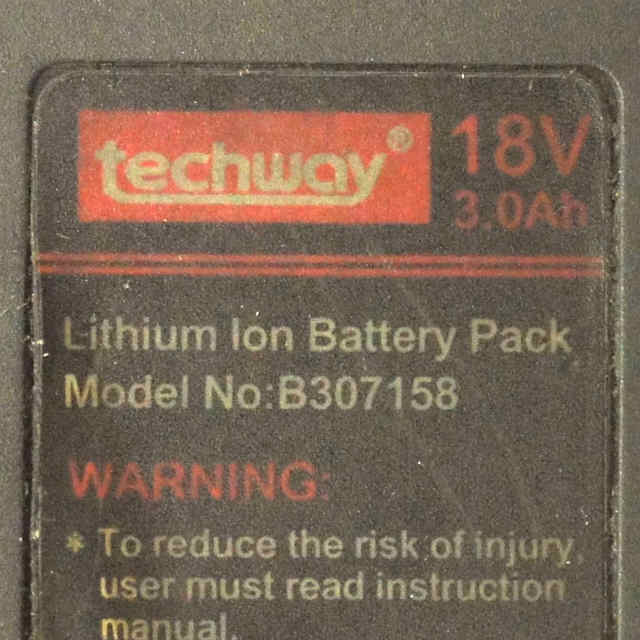 techway®
18V
3.0Ah
Lithium Ion Battery Pack
Model No:B307158
WARNING:
* To reduce the risk of injury,
user must read instruction
manual.